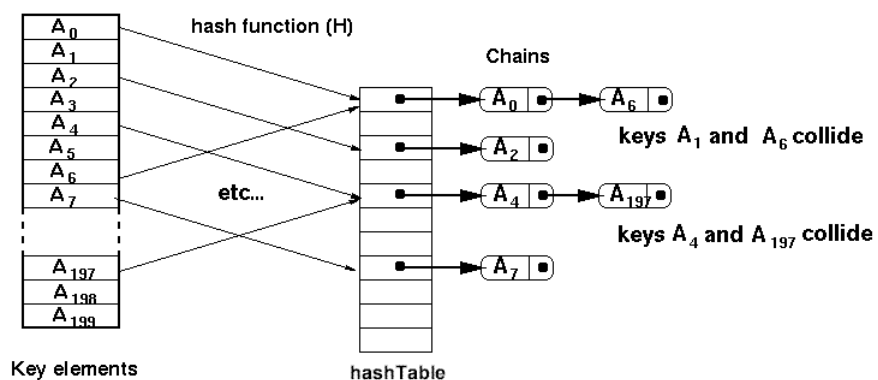 A0
A1
A2
A3
A4
A5
A6
A7
A197
A198
A199
Key elements
hash function (H)
etc...
hashTable
Chains
A0 A6
keys A1 and A6 collide
A2
A4 A197
keys A4 and A197 collide
A7